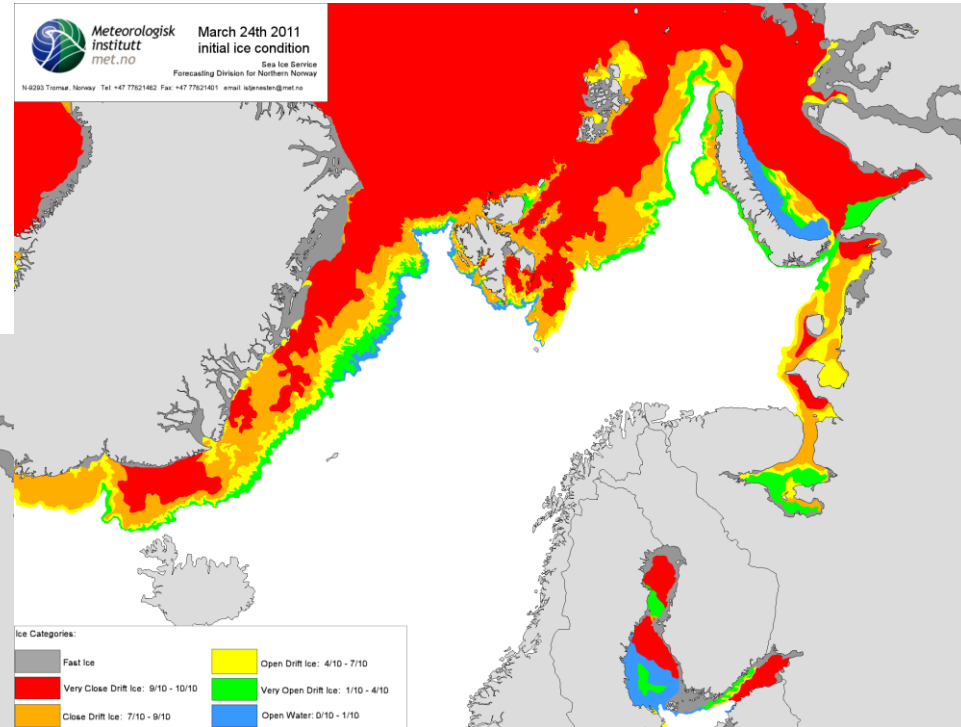 Meteorologisk
institutt
met.no
March 24th 2011
initial ice condition
Sea Ice Service
Forecasting Division for Northern Norway
N-9293 Tromsø, Norway Tel: +47 77621462 Fax: +47 77621401 email: istjenesten@met.no
Ice Categories:
Fast Ice
Very Close Drift Ice: 9/10 - 10/10
Close Drift Ice: 7/10 - 9/10
Open Drift Ice: 4/10 - 7/10
Very Open Drift Ice: 1/10 - 4/10
Open Water: 0/10 - 1/10